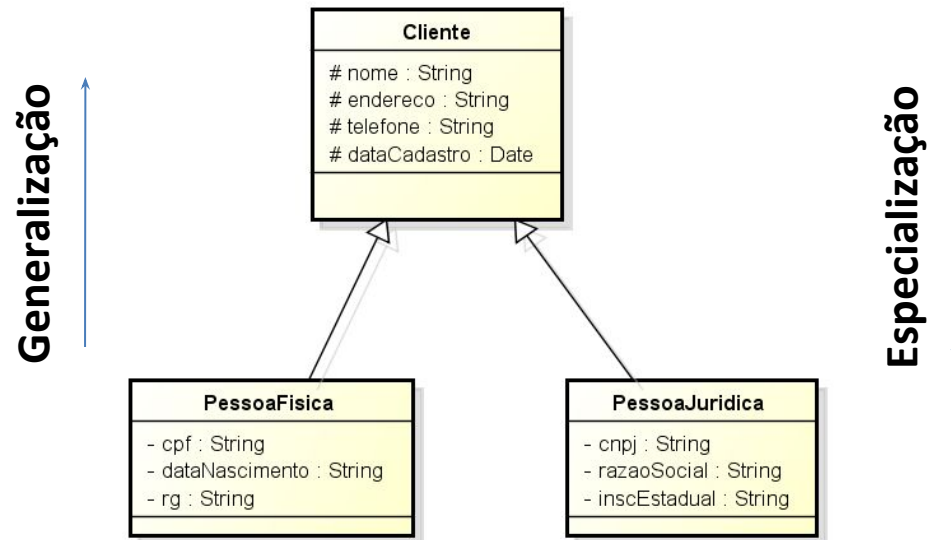 Generalização
Cliente
# nome : String
# endereco : String
# telefone : String
# dataCadastro : Date
Especialização
PessoaFisica
- cpf : String
- dataNascimento : String
- rg : String
PessoaJuridica
- cnpj : String
- razaoSocial : String
- inscEstadual : String